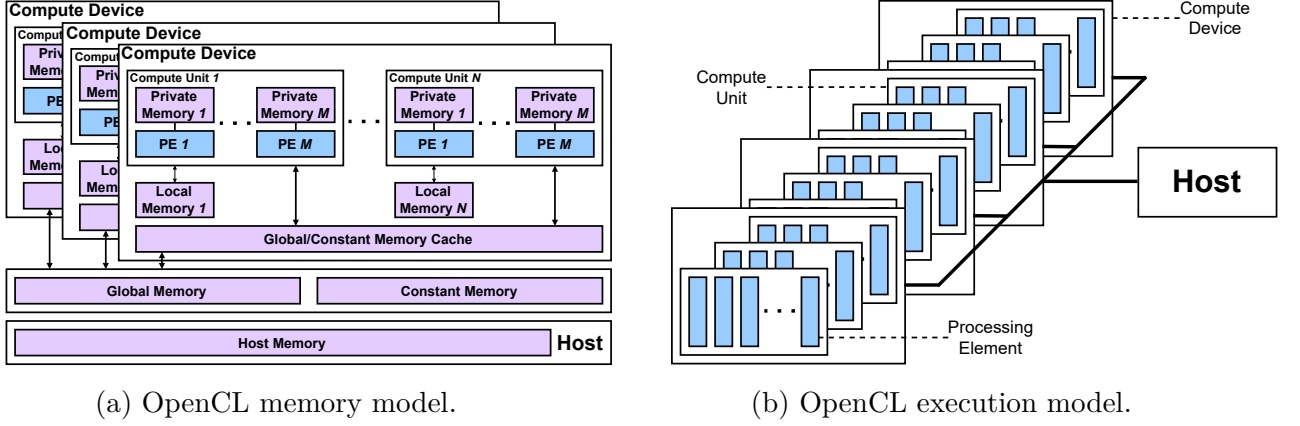 Compute Device
Compute Device
Compute Device
Compute Unit 1
Private
Memory 1
PE 1
Private
Memory M
PE M
Compute Unit N
Private
Memory 1
PE 1
Private
Memory M
PE M
Local
Memory 1
Local
Memory N
Global/Constant Memory Cache
Global Memory
Constant Memory
Host Memory
Host
Compute
Device
Compute
Unit
Host
Processing
Element
(a) OpenCL memory model.
(b) OpenCL execution model.